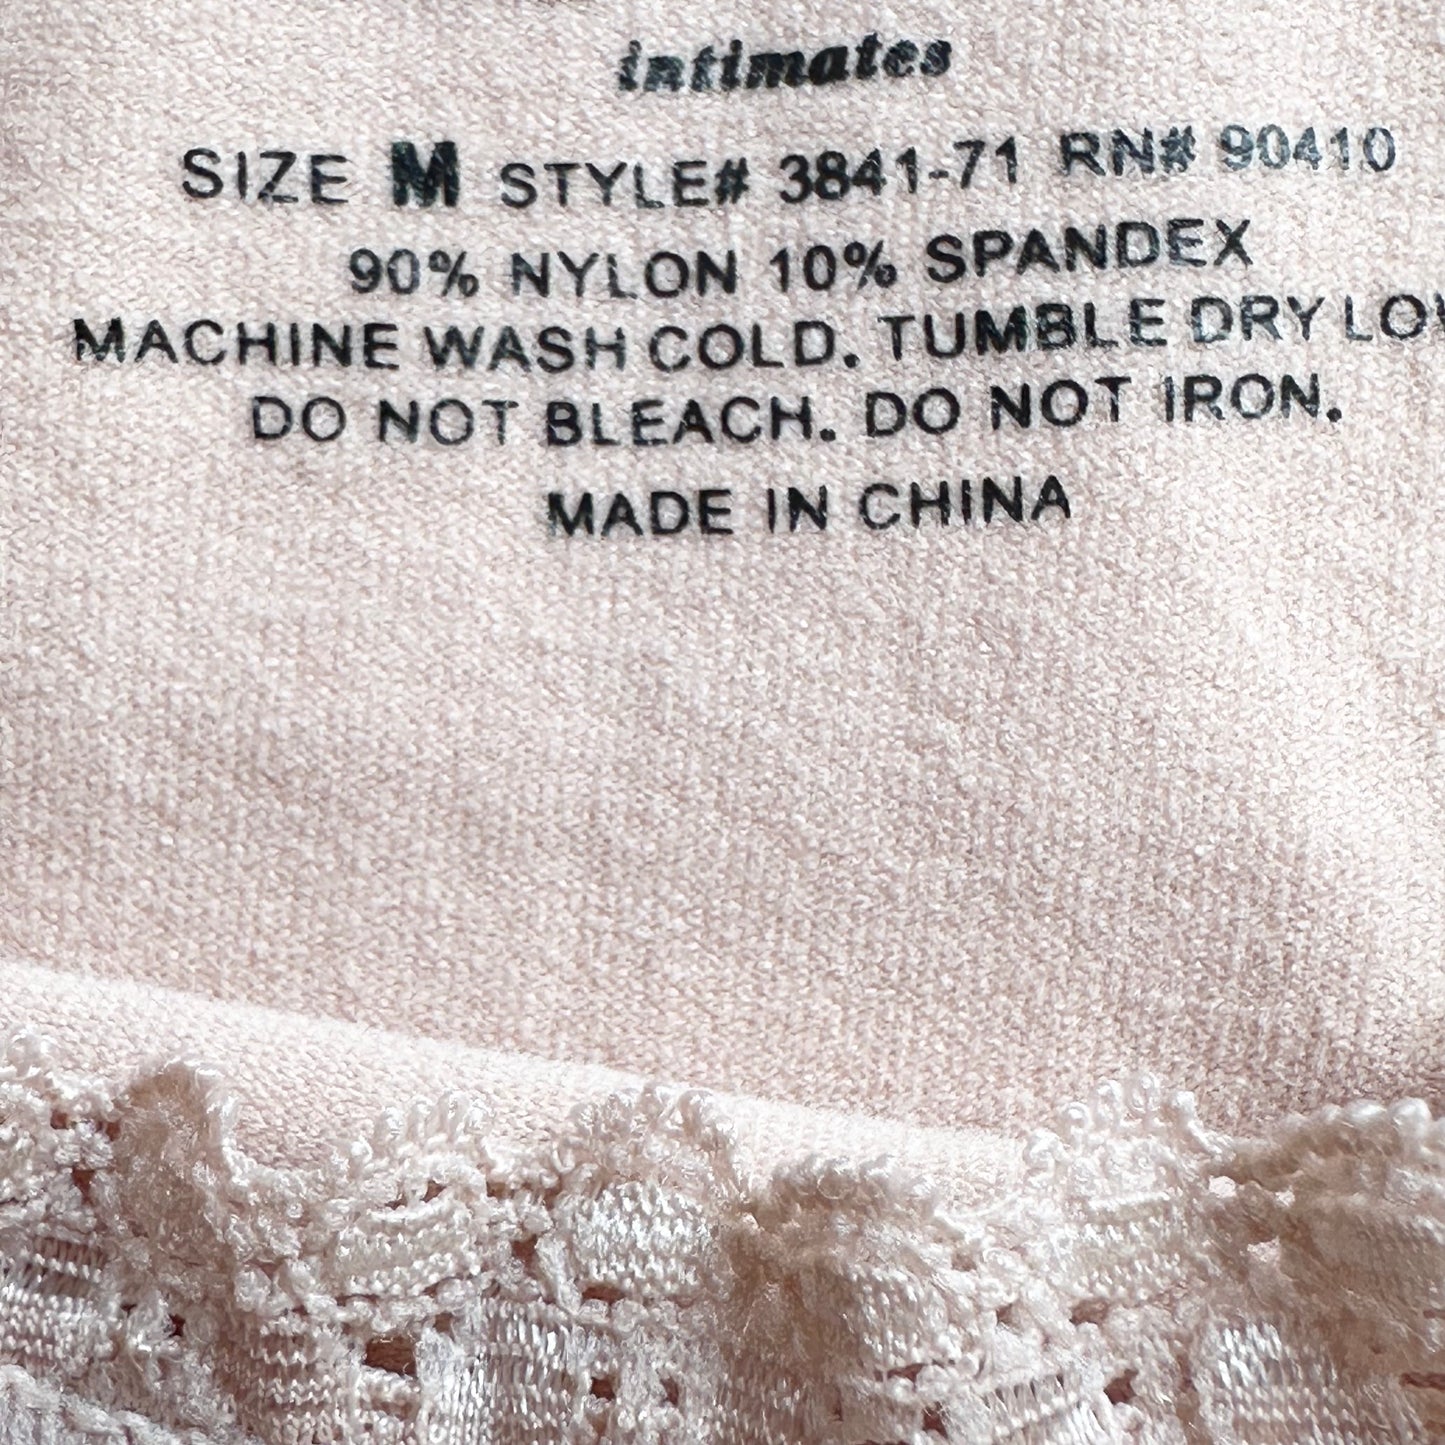 intimates
SIZE M STYLE# 3841-71 RN# 90410
90% NYLON 10% SPANDEX
MACHINE WASH COLD. TUMBLE DRY LOW
DO NOT BLEACH. DO NOT IRON.
MADE IN CHINA